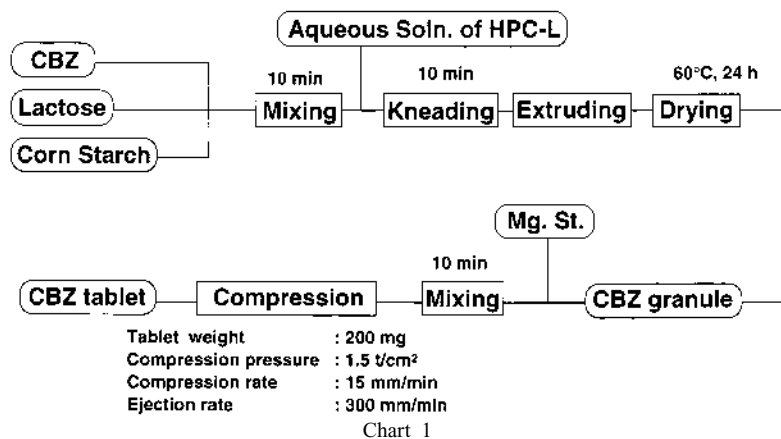 Aqueous Soln. of HPC-L
CBZ
10 min
10 min
60°C, 24 h
Lactose
Mixing
Kneading
Extruding
Drying
Corn Starch
Mg. St.
10 min
CBZ tablet
Compression
Mixing
CBZ granule
Tablet weight : 200 mg
Compression pressure : 1.5 t/cm²
Compression rate : 15 mm/min
Ejection rate : 300 mm/min
Chart 1